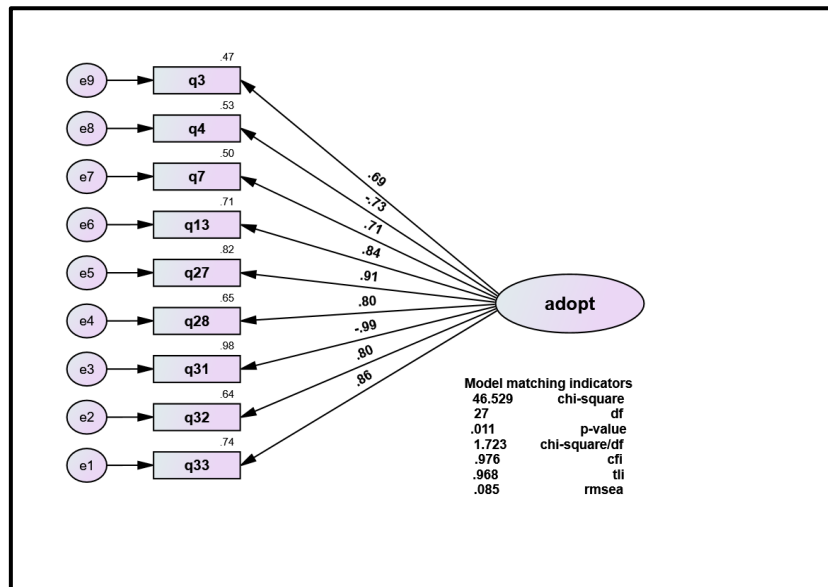 .47
e9 q3
.53
e8 q4
.50
e7 q7
.69
.71
-.73
e6 q13
.71
.82
.84
e5 q27
.91
.65
e4 q28
.80
adopt
.98
-.99
e3 q31
.80
.64
.86
e2 q32
.74
e1 q33
Model matching indicators
46.529 chi-square
27 df
.011 p-value
1.723 chi-square/df
.976 cfi
.968 tli
.085 rmsea